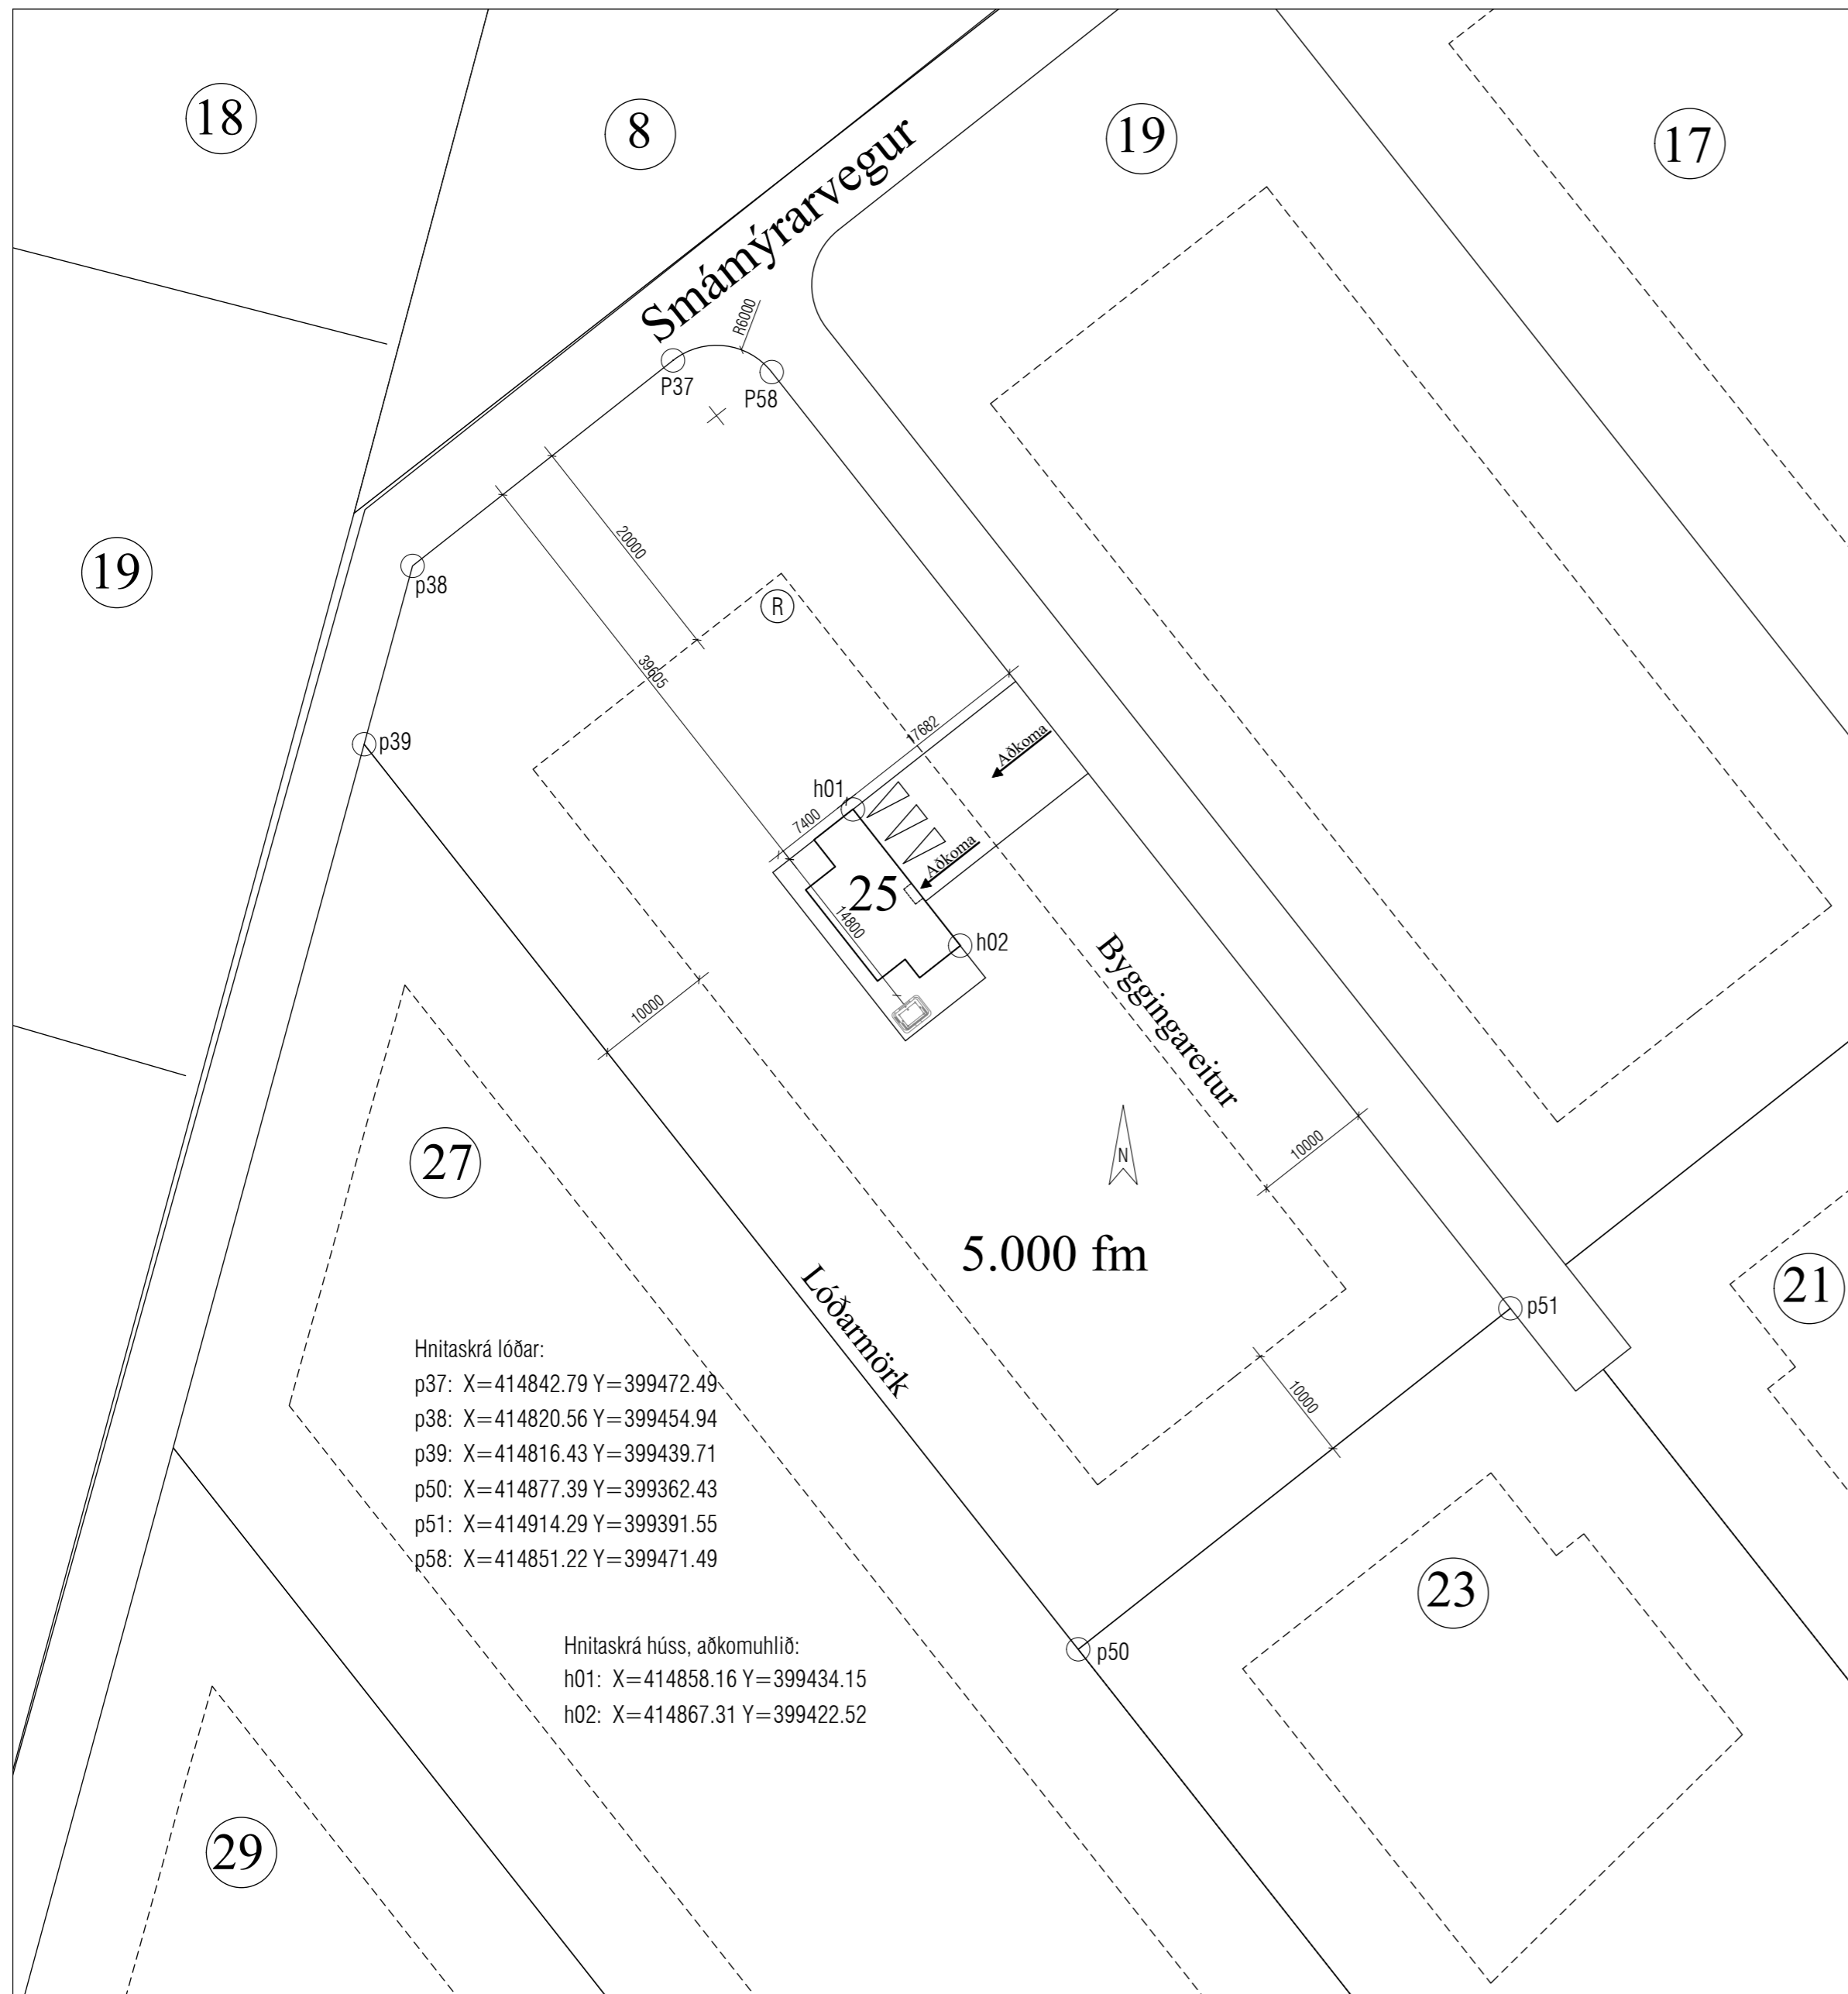 18
8
19
17
Smámýrarvegur
R6000
P37
P58
20000
19
p38
R
39605
17682
p39
Aðkoma
h01
7400
Aðkoma
25
14800
h02
Byggingareitur
10000
N
10000
27
5.000 fm
Lóðarmörk
21
p51
10000
Hnitaskrá lóðar:
p37: X=414842.79 Y=399472.49
p38: X=414820.56 Y=399454.94
p39: X=414816.43 Y=399439.71
p50: X=414877.39 Y=399362.43
p51: X=414914.29 Y=399391.55
p58: X=414851.22 Y=399471.49
23
Hnitaskrá húss, aðkomuhlið:
h01: X=414858.16 Y=399434.15
h02: X=414867.31 Y=399422.52
p50
29